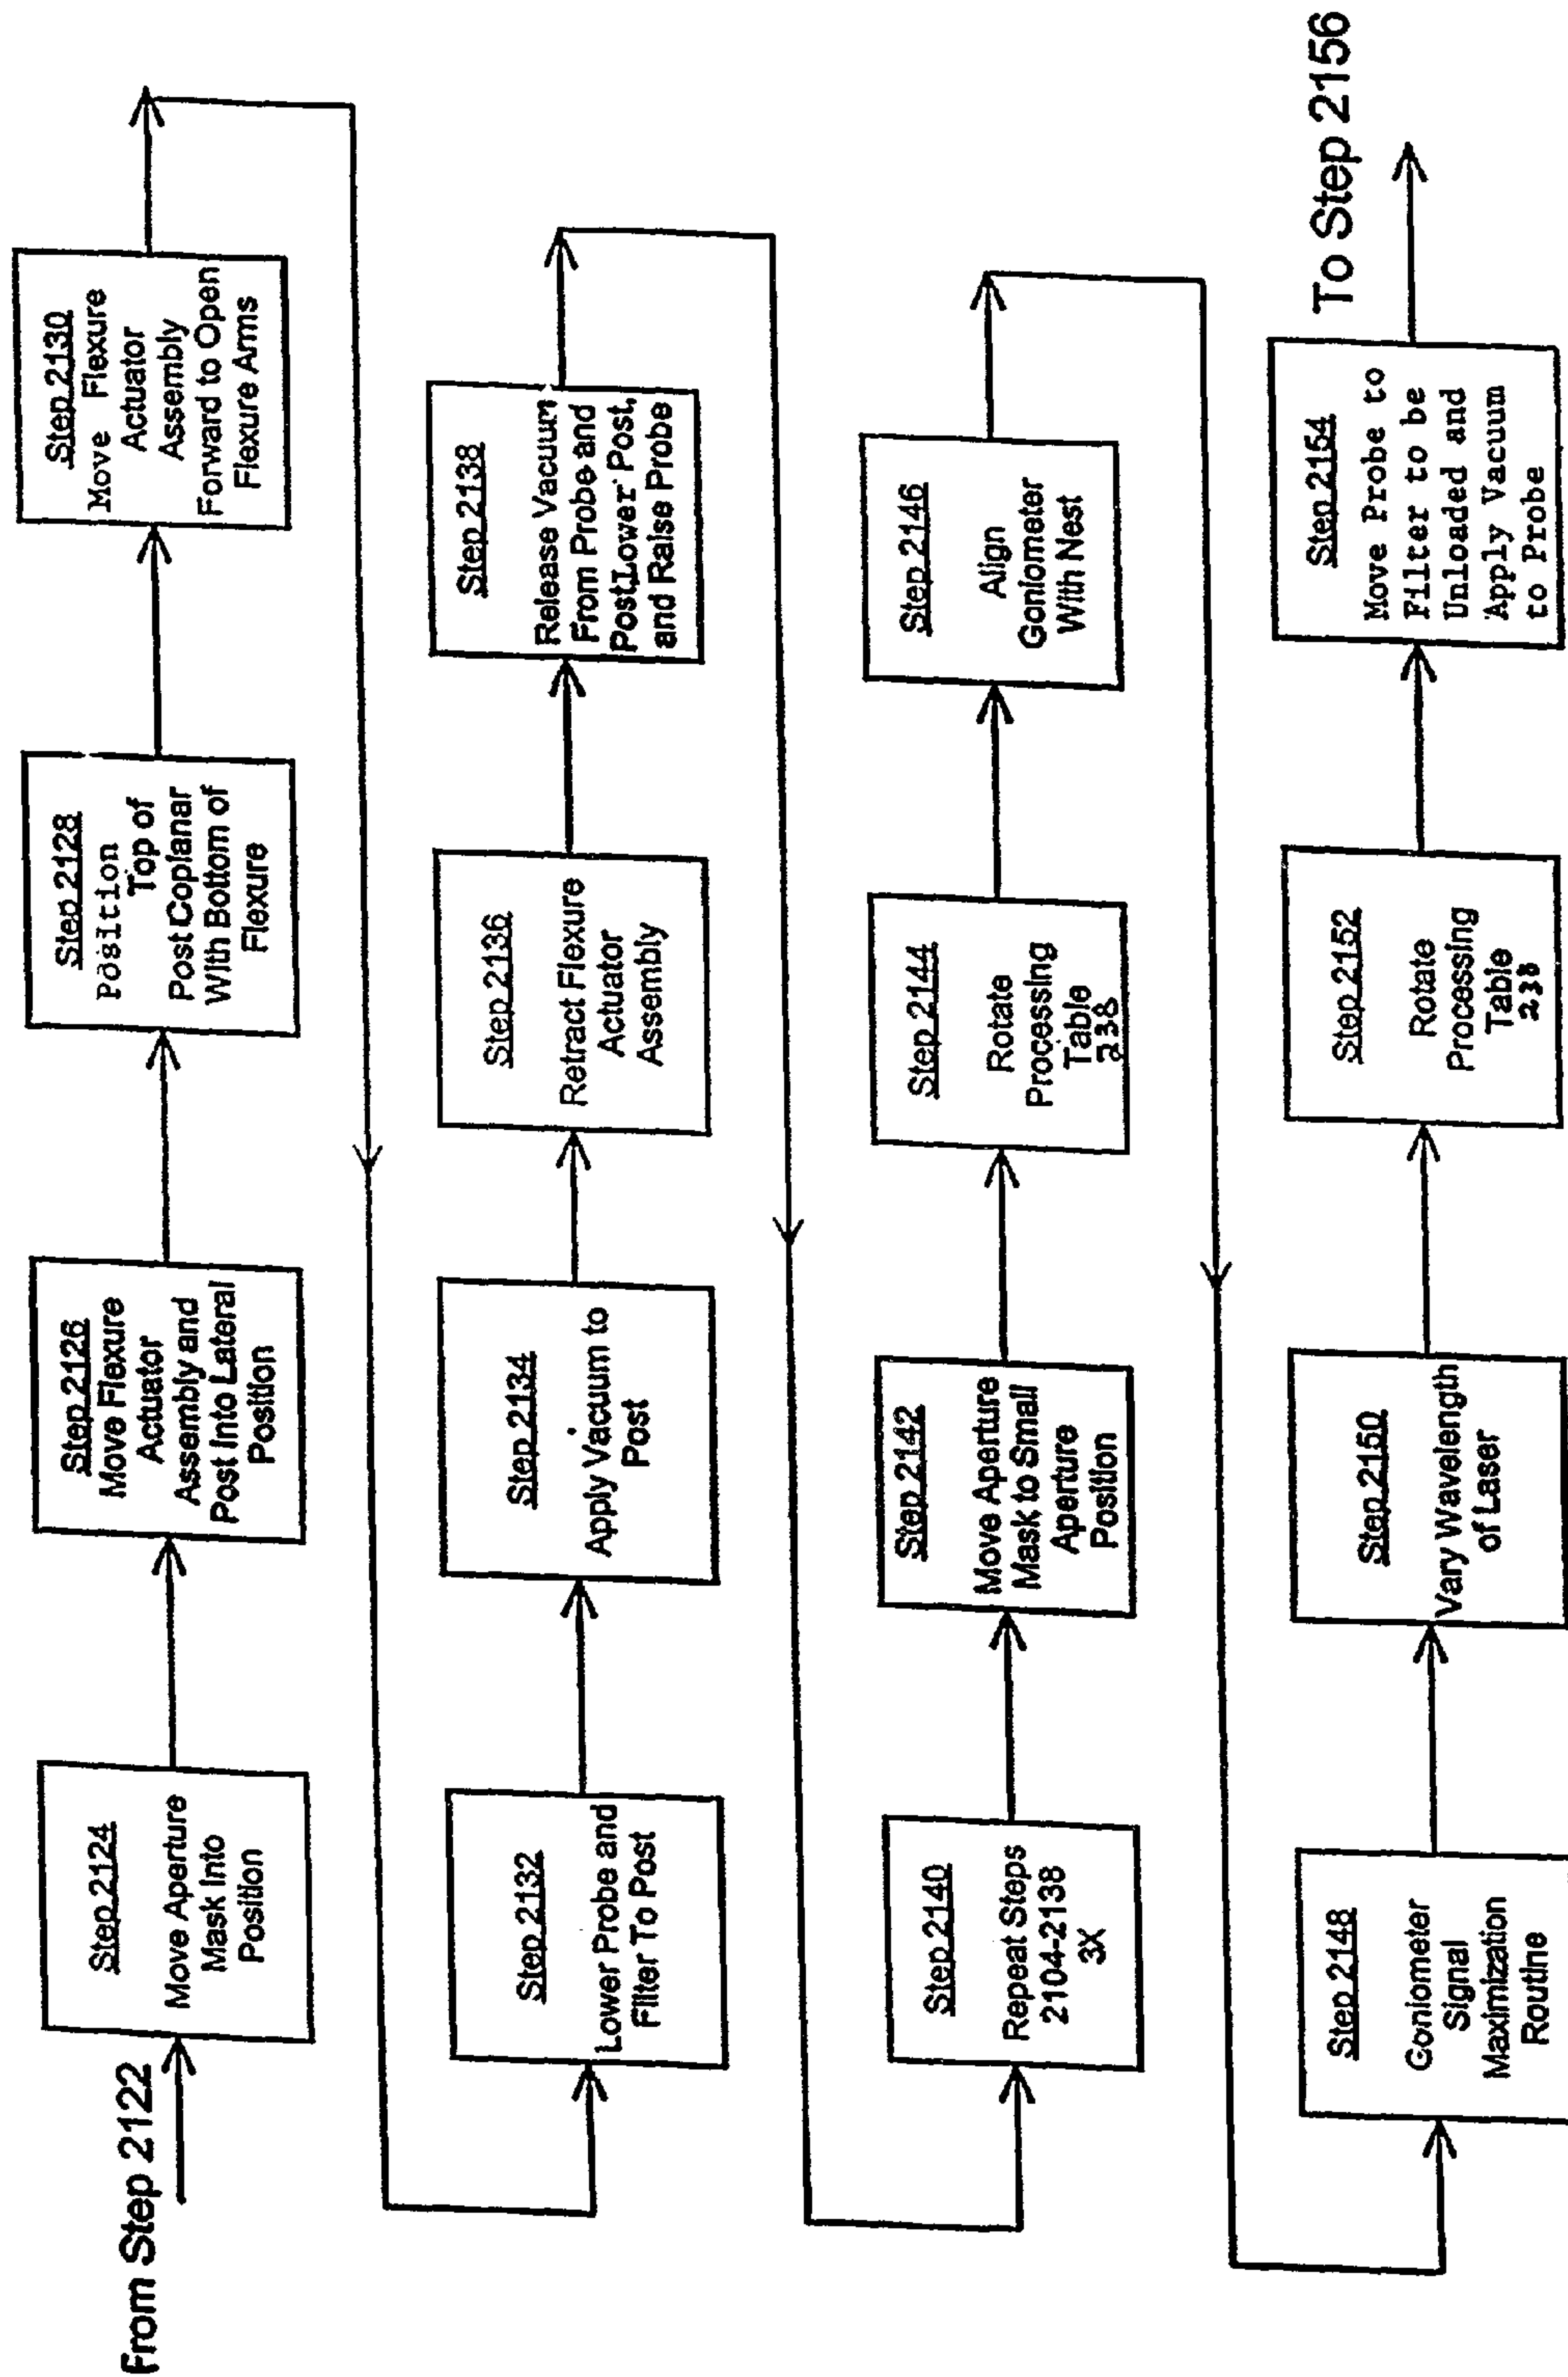 From Step 2122
Step 2124
Move Aperture
Mask Into
Position
Step 2126
Move Flexure
Actuator
Assembly and
Post Into Lateral
Position
Step 2128
Position
Top of
Post Coplanar
With Bottom of
Flexure
Step 2130
Move Flexure
Actuator
Assembly
Forward to Open
Flexure Arms
Step 2132
Lower Probe and
Filter To Post
Step 2134
Apply Vacuum to
Post
Step 2136
Retract Flexure
Actuator
Assembly
Step 2138
Release Vacuum
From Probe and
Post,Lower Post,
and Raise Probe
Step 2140
Repeat Steps
2104-2138
3X
Step 2142
Move Aperture
Mask to Small
Aperture
Position
Step 2144
Rotate
Processing
Table
238
Step 2146
Align
Goniometer
With Nest
Step 2148
Goniometer
Signal
Maximization
Routine
Step 2150
Vary Wavelength
of Laser
Step 2152
Rotate
Processing
Table
238
Step 2154
Move Probe to
Filter to be
Unloaded and
Apply Vacuum
to Probe
To Step 2156